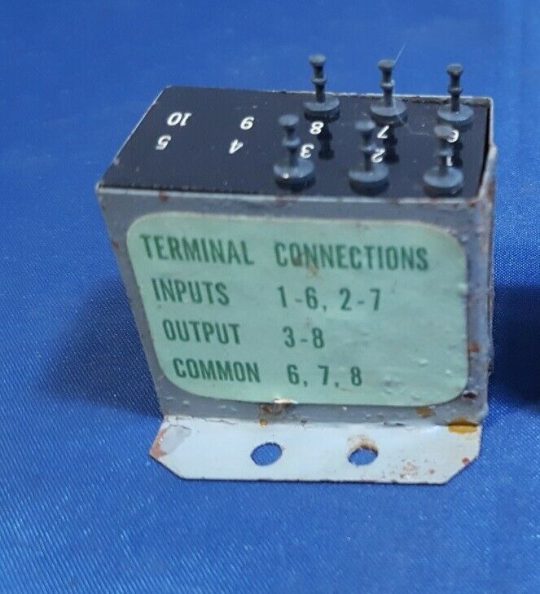 10 9 8 7 6
5 4 3 2 1
TERMINAL CONNECTIONS
INPUTS 1-6, 2-7
OUTPUT 3-8
COMMON 6, 7, 8